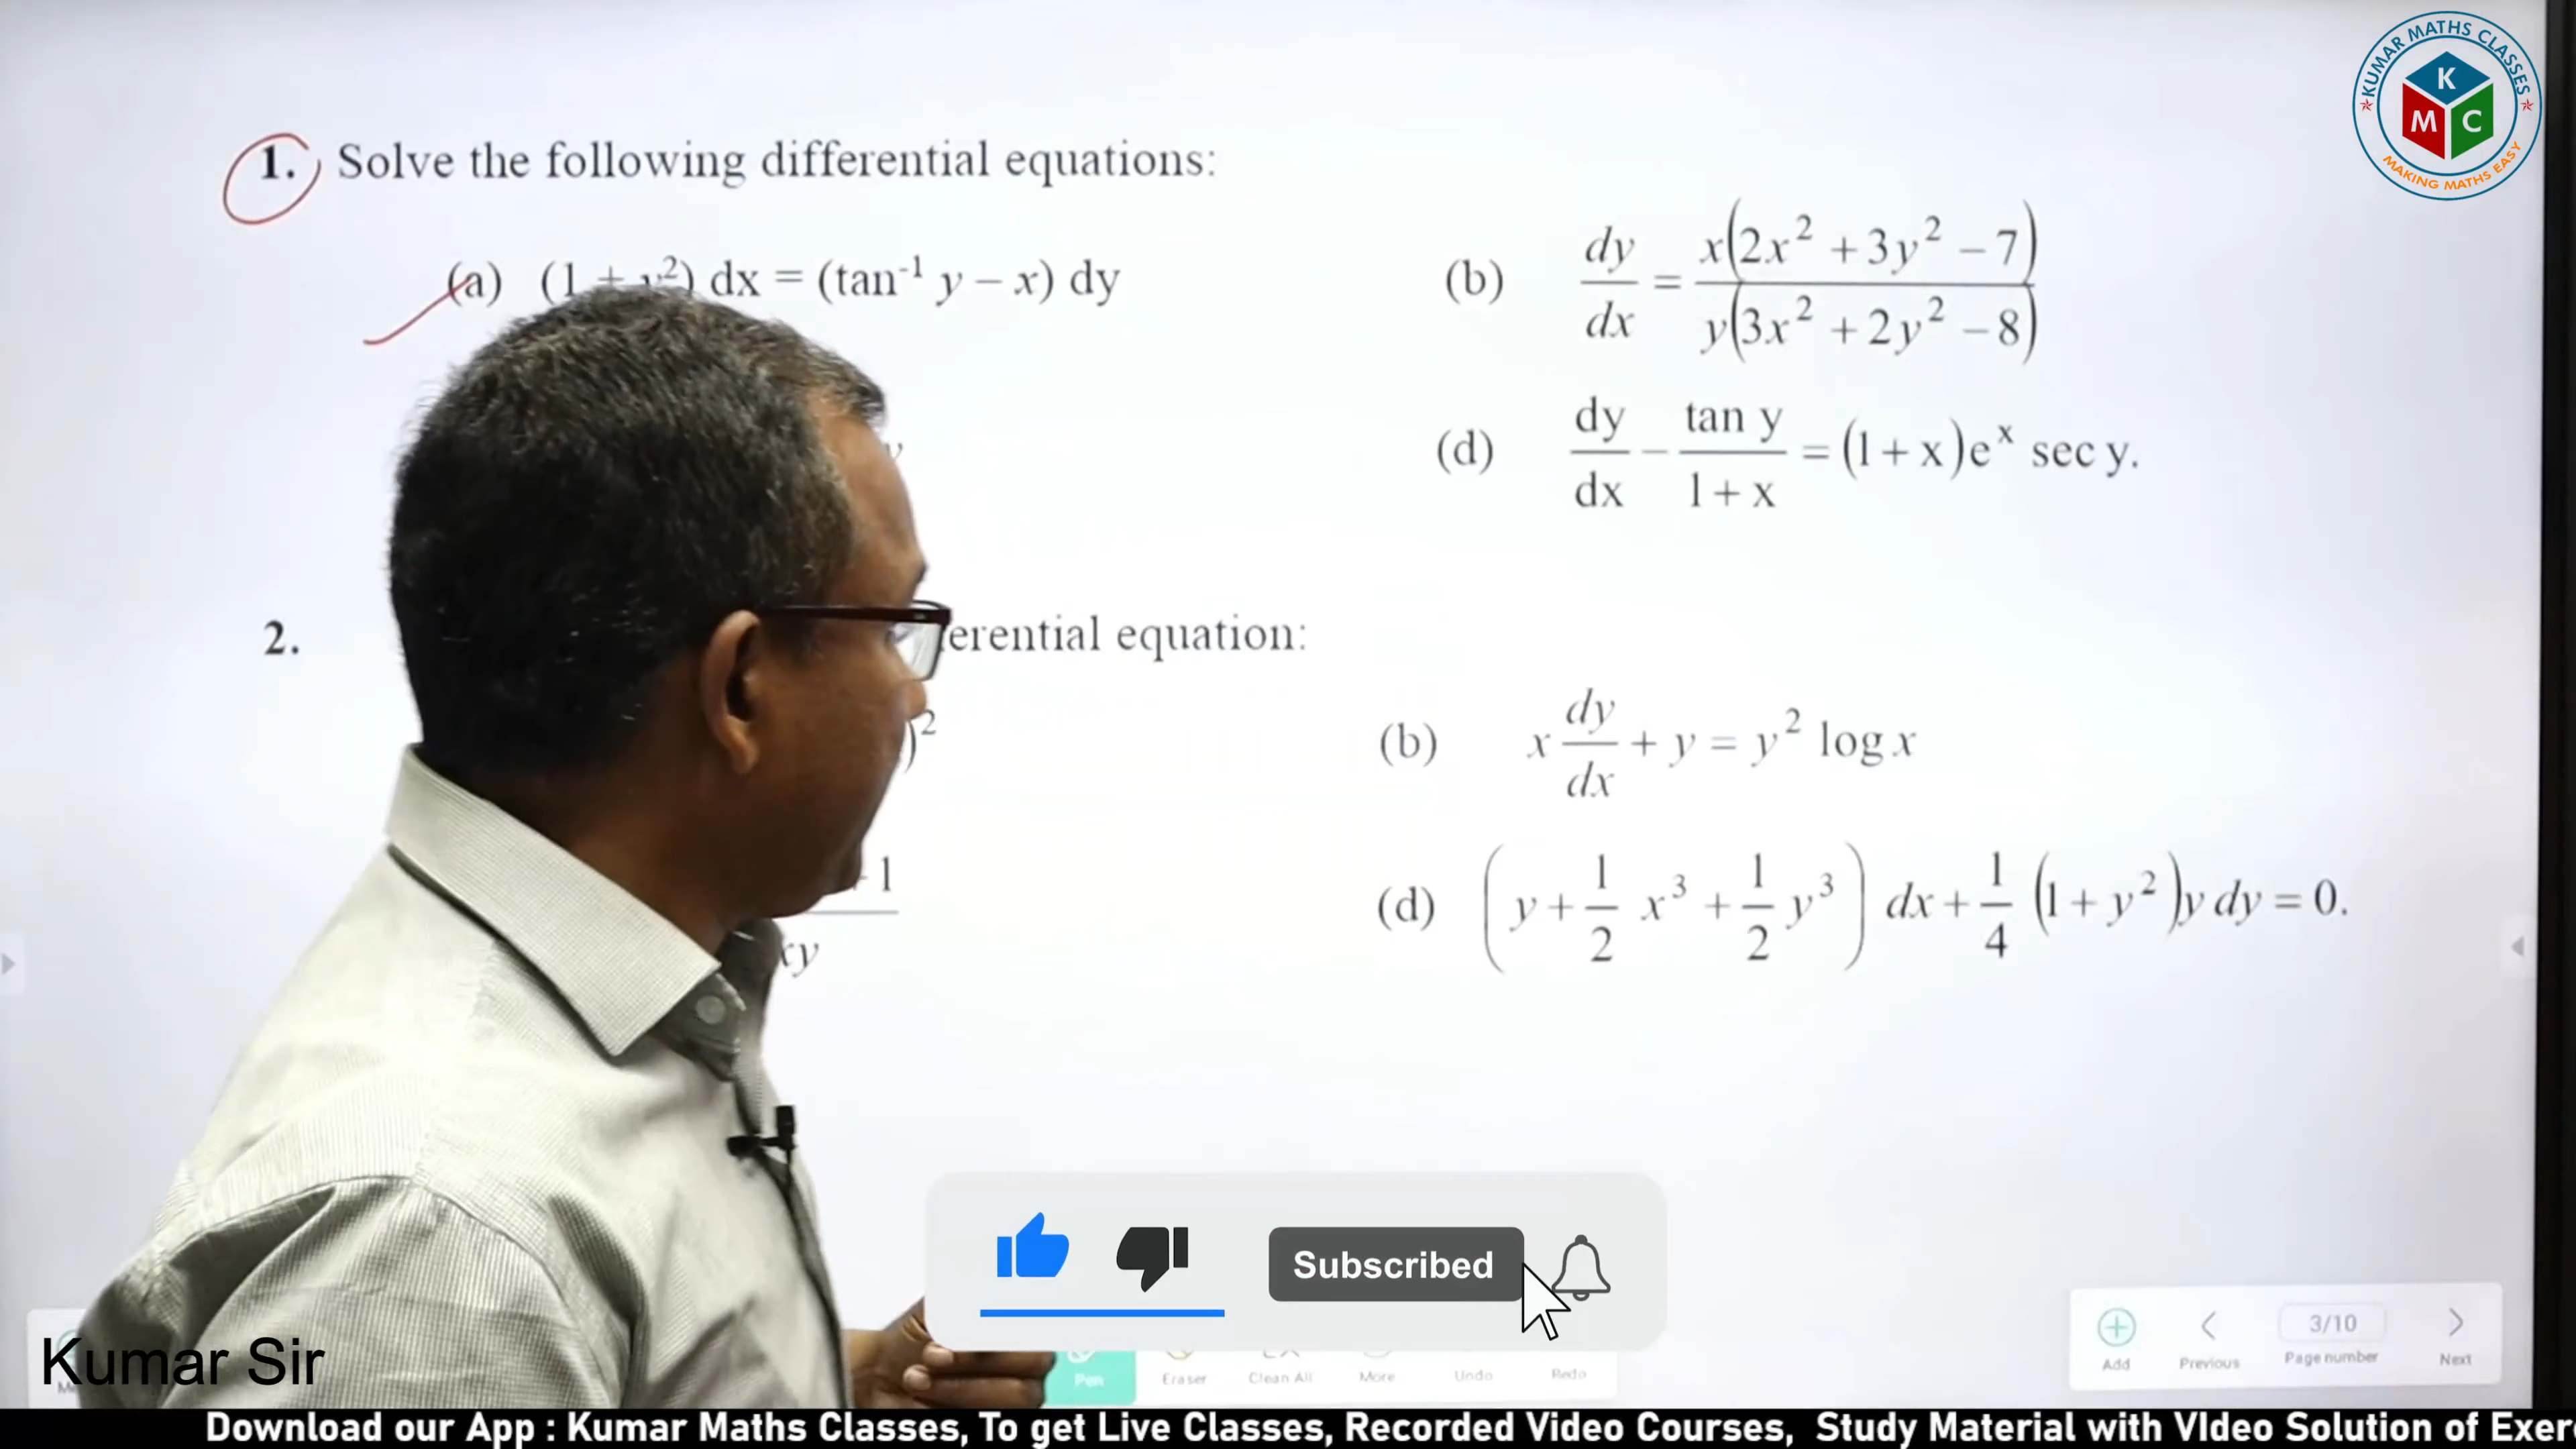 KUMAR MATHS CLASSES
K
M C
MAKING MATHS EASY
1. Solve the following differential equations:
(a) (1 + y²) dx = (tan⁻¹ y – x) dy
(b) dy/dx = x(2x² + 3y² – 7) / y(3x² + 2y² – 8)
(d) dy/dx – tan y/(1 + x) = (1 + x)eˣ sec y.
2. erential equation:
)²
(b) x dy/dx + y = y² log x
1
y
(d) (y + 1/2 x³ + 1/2 y³) dx + 1/4 (1 + y²)y dy = 0.
Subscribed
Kumar Sir
Pen Eraser Clean All More Undo Redo
Add Previous 3/10 Page number Next
Download our App : Kumar Maths Classes, To get Live Classes, Recorded Video Courses, Study Material with VIdeo Solution of Exer